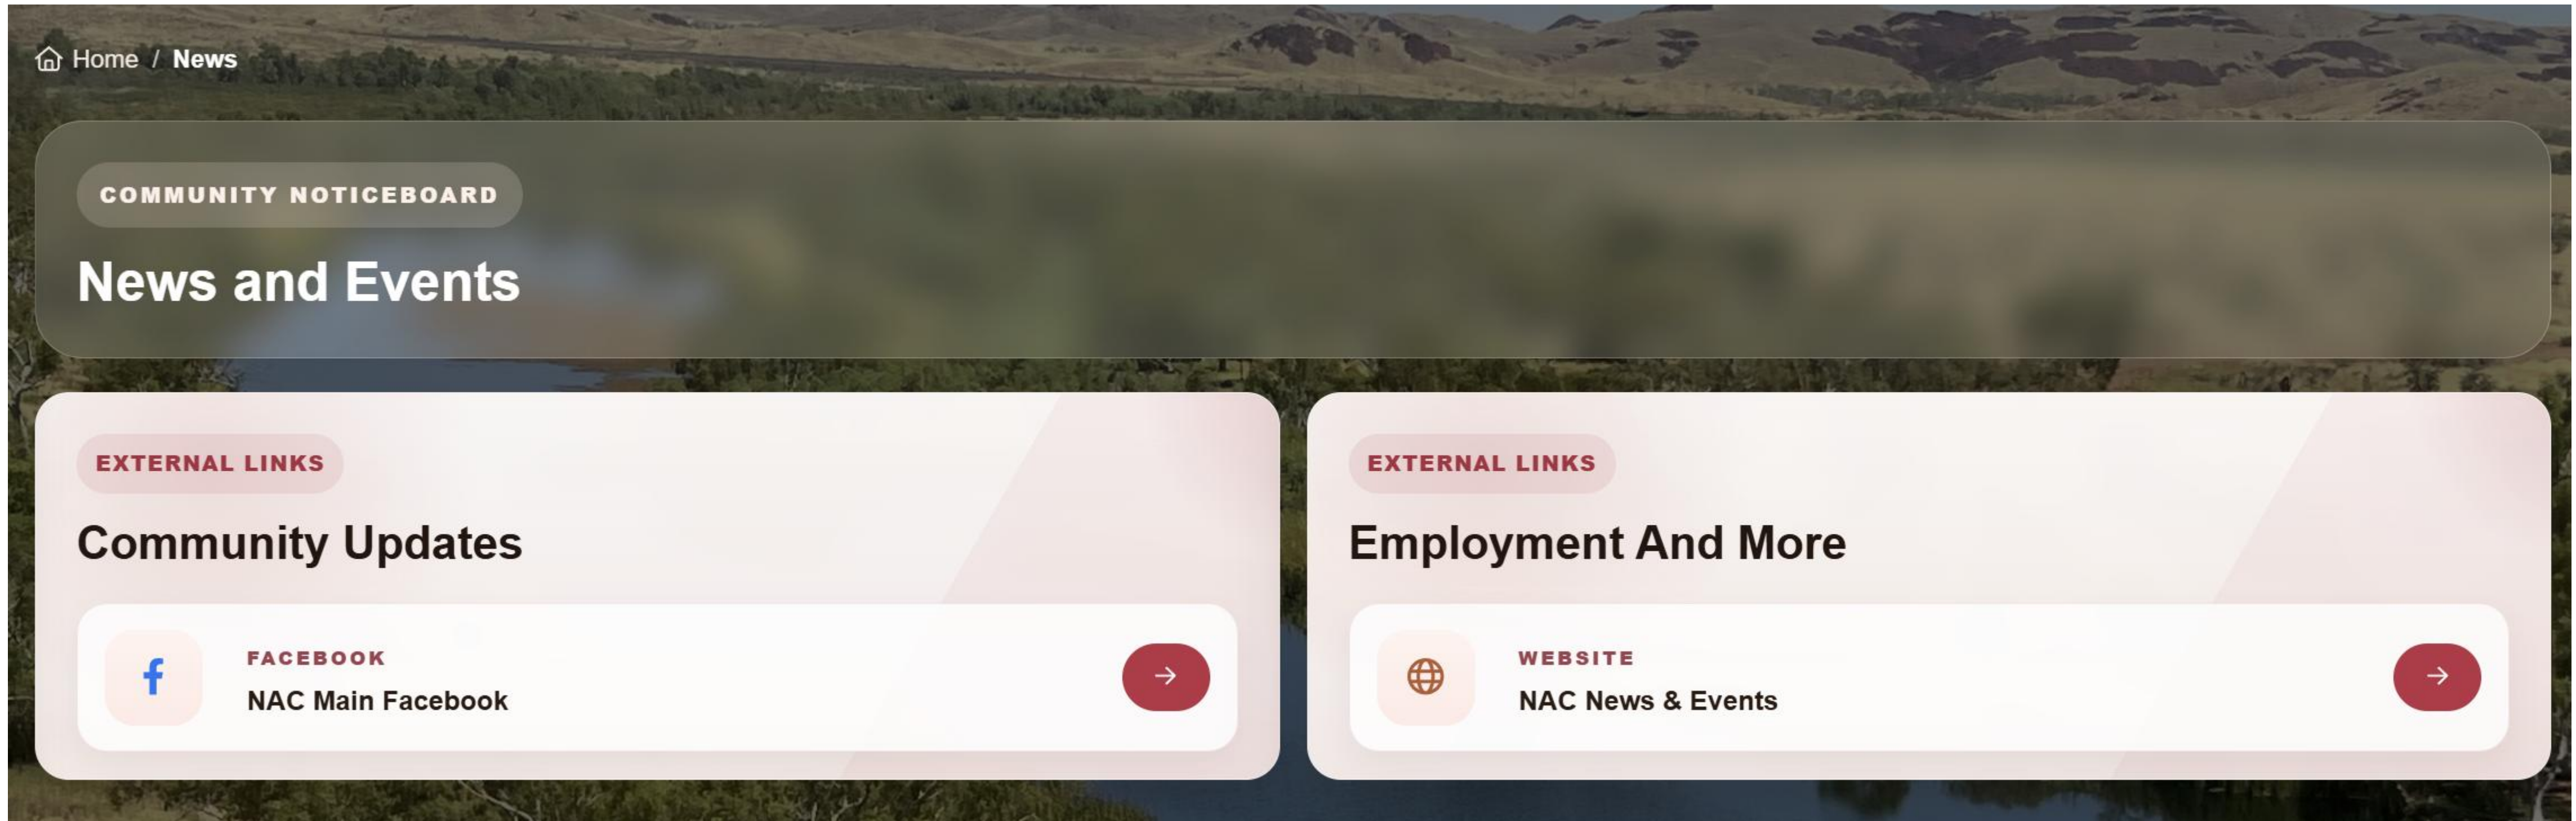 Home / News
COMMUNITY NOTICEBOARD
News and Events
EXTERNAL LINKS
Community Updates
FACEBOOK
NAC Main Facebook
EXTERNAL LINKS
Employment And More
WEBSITE
NAC News & Events